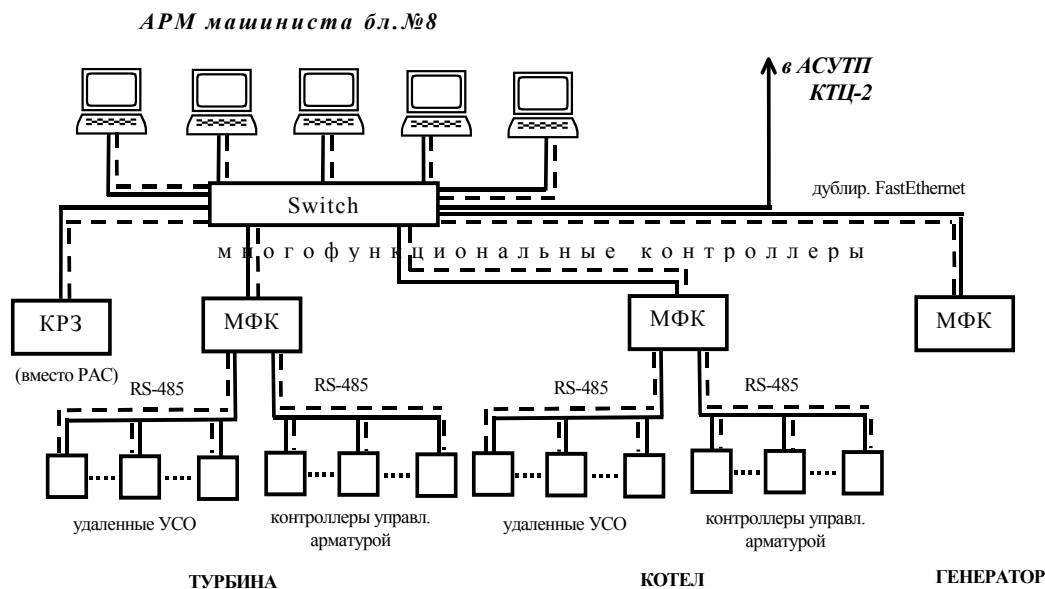 АРМ машиниста бл.№8
в АСУТП
КТЦ-2
дублир. FastEthernet
Switch
многофункциональные контроллеры
КРЗ
МФК
МФК
МФК
(вместо РАС)
RS-485
RS-485
RS-485
RS-485
удаленные УСО
контроллеры управл.
арматурой
удаленные УСО
контроллеры управл.
арматурой
ТУРБИНА
КОТЕЛ
ГЕНЕРАТОР